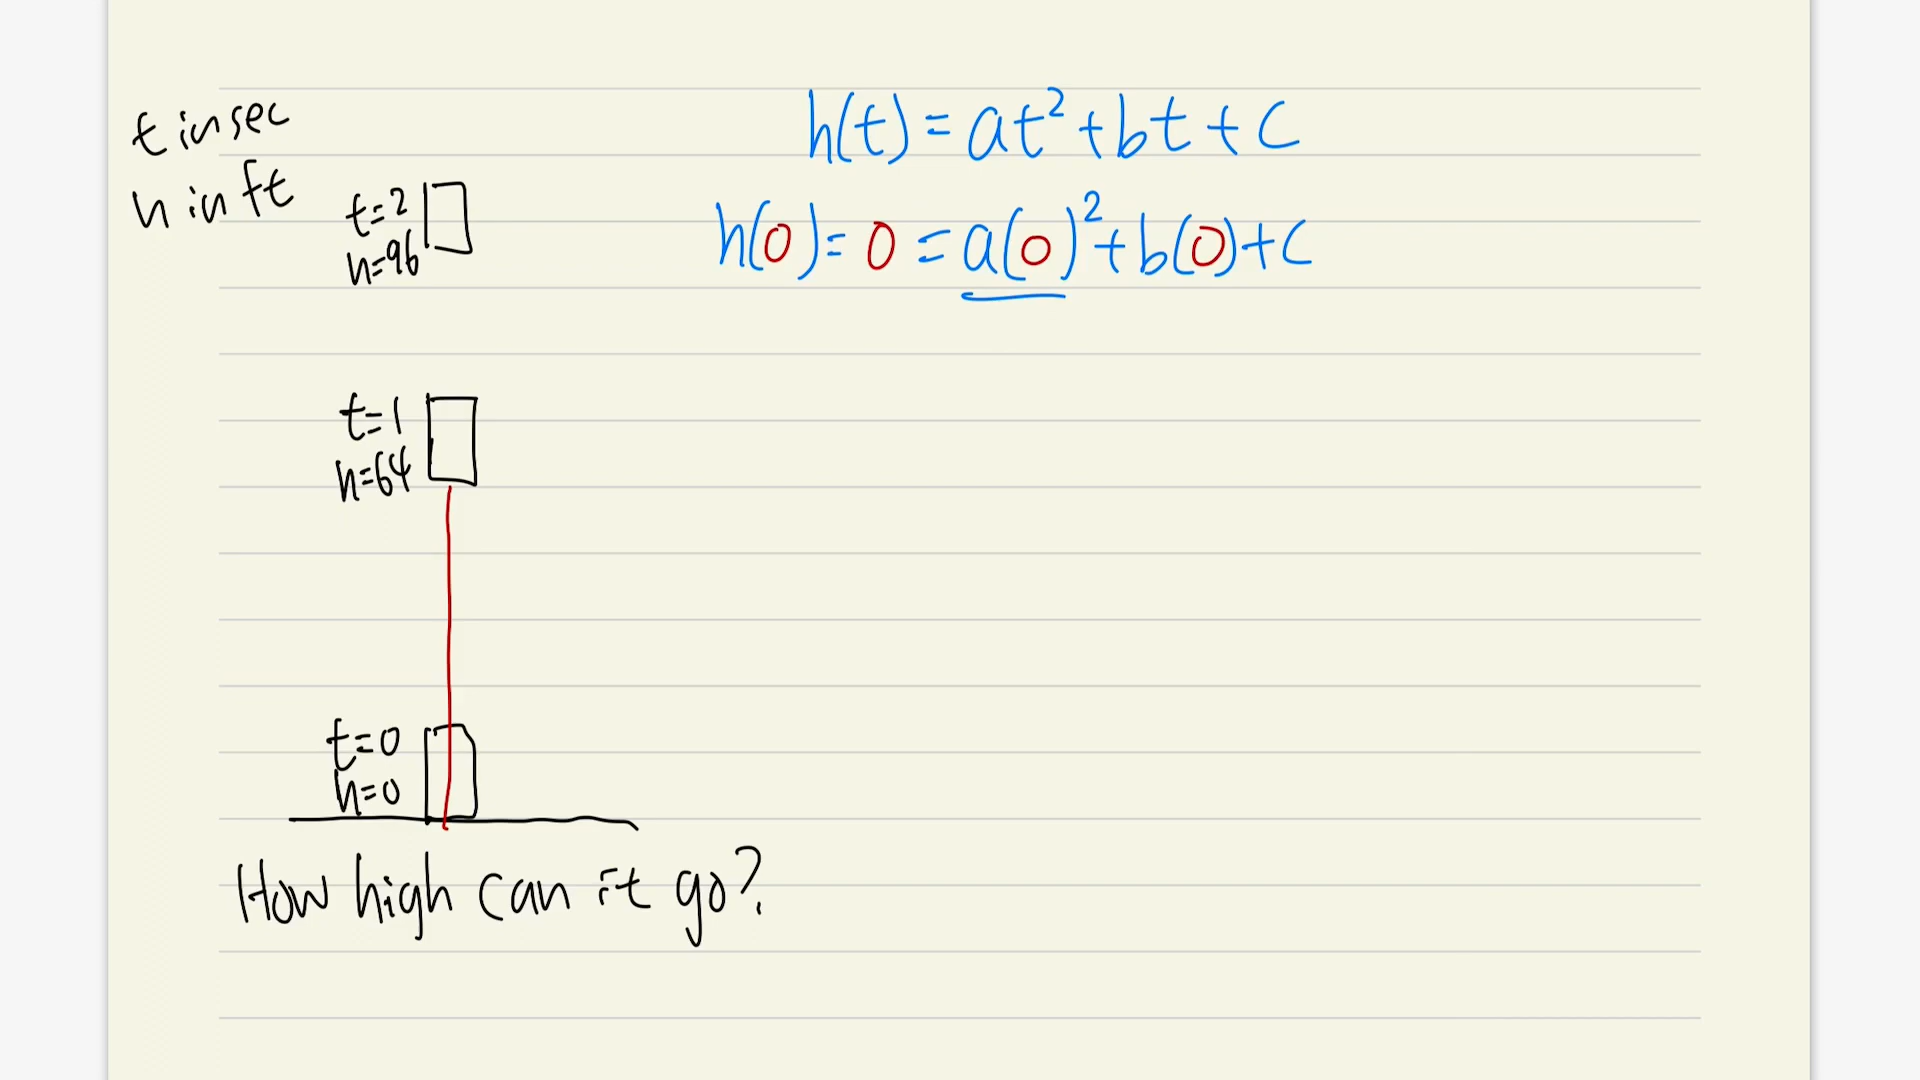 t in sec
h in ft
t=2
h=96
t=1
h=64
t=0
h=0
How high can it go?
h(t)=at²+bt+c
h(0)=0=a(0)²+b(0)+c